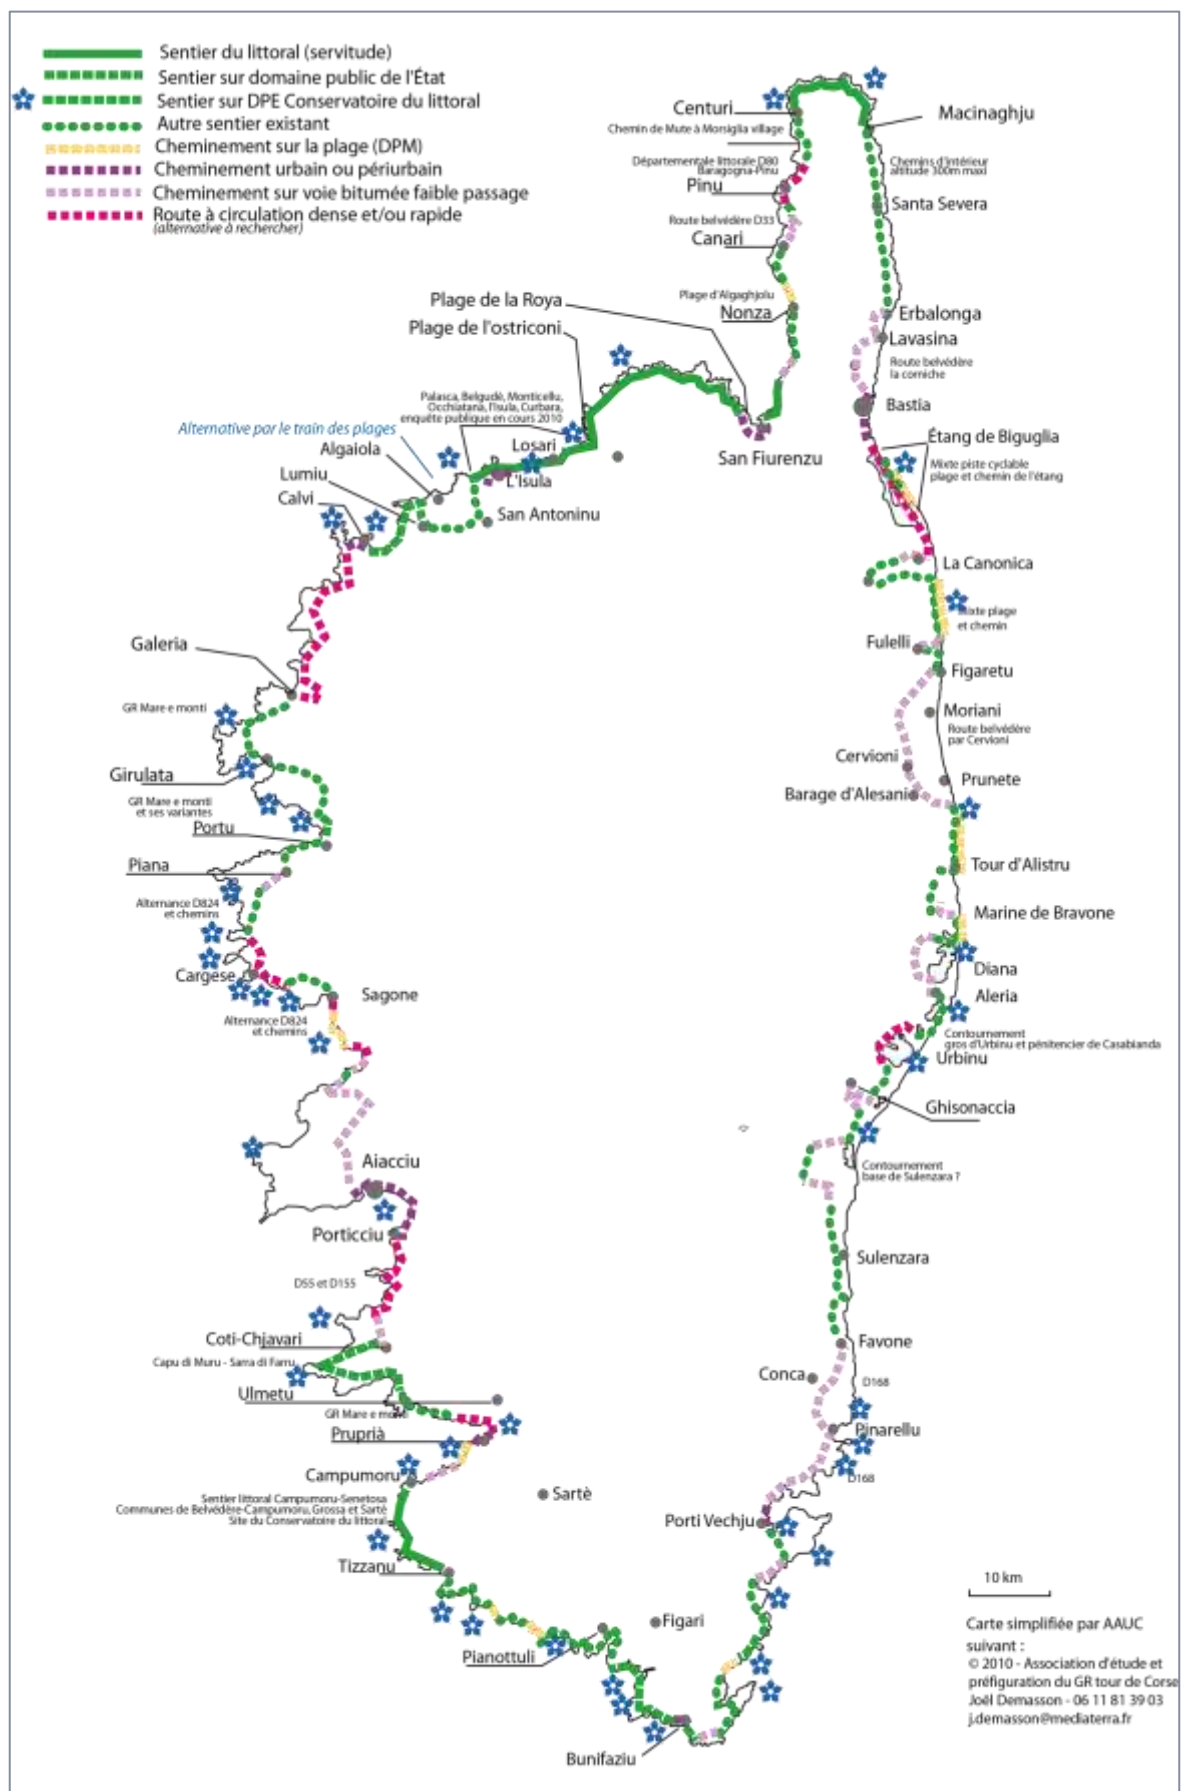 Sentier du littoral (servitude)
Sentier sur domaine public de l'État
Sentier sur DPE Conservatoire du littoral
Autre sentier existant
Cheminement sur la plage (DPM)
Cheminement urbain ou périurbain
Cheminement sur voie bitumée faible passage
Route à circulation dense et/ou rapide
(alternative à rechercher)
Centuri
Chemin de Mute à Morsiglia village
Macinaghju
Départementale littorale D80
Baragogna-Pinu
Pinu
Chemins d'intérieur
altitude 300m maxi
Santa Severa
Route belvédère D33
Canari
Plage d'Algaghjolu
Nonza
Plage de la Roya
Plage de l'ostriconi
Erbalonga
Lavasina
Route belvédère
la corniche
Bastia
Palasca, Belgudè, Monticellu,
Occhiatana, l'Isula, Curbara,
enquête publique en cours 2010
Alternative par le train des plages
Algaiola
Losari
Lumiu
L'Isula
Calvi
San Antoninu
San Fiurenzu
Étang de Biguglia
Mixte piste cyclable
plage et chemin de l'étang
La Canonica
Mixte plage
et chemin
Galeria
Fulelli
Figaretu
GR Mare e monti
Moriani
Route belvédère
par Cervioni
Cervioni
Girulata
Prunete
Barage d'Alesani
GR Mare e monti
et ses variantes
Portu
Piana
Tour d'Alistru
Alternance D824
et chemins
Marine de Bravone
Cargese
Diana
Sagone
Aleria
Alternance D824
et chemins
Contournement
gros d'Urbinu et pénitencier de Casabianda
Urbinu
Ghisonaccia
Aiacciu
Contournement
base de Sulenzara ?
Porticciu
Sulenzara
D55 et D155
Coti-Chjavari
Favone
Capu di Muru - Sarra di Farru
Conca
D168
Ulmetu
GR Mare e monti
Pinarellu
Pruprià
Campumoru
D168
Sartè
Sentier littoral Campumoru-Senetosa
Communes de Belvédère-Campumoru, Grossa et Sartè
Site du Conservatoire du littoral
Porti Vechju
Tizzanu
10 km
Figari
Pianottuli
Carte simplifiée par AAUC
suivant :
© 2010 - Association d'étude et
préfiguration du GR tour de Corse
Joël Demasson - 06 11 81 39 03
j.demasson@mediaterra.fr
Bunifaziu